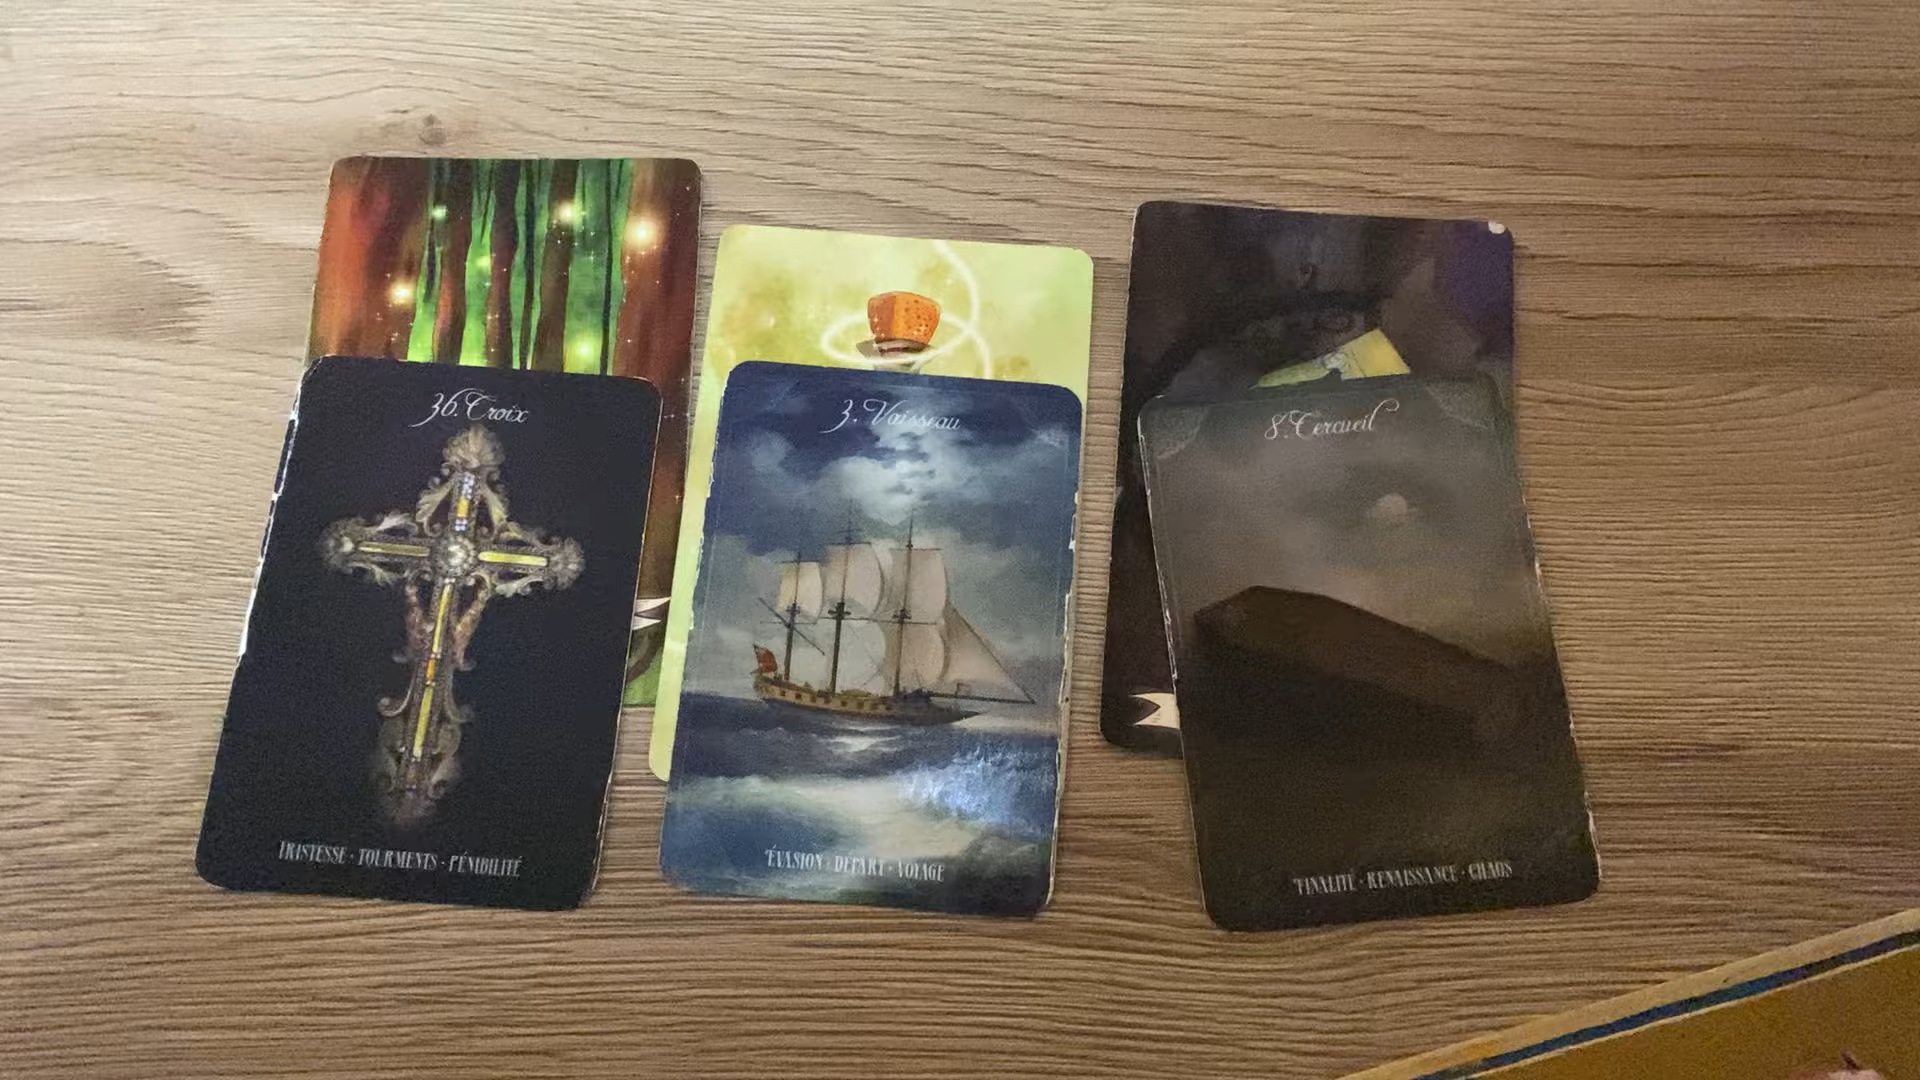 36. Croix
TRISTESSE · TOURMENTS · PÉNIBILITÉ
3. Vaisseau
ÉVASION · DÉPART · VOYAGE
8. Cercueil
FINALITÉ · RENAISSANCE · CHAOS